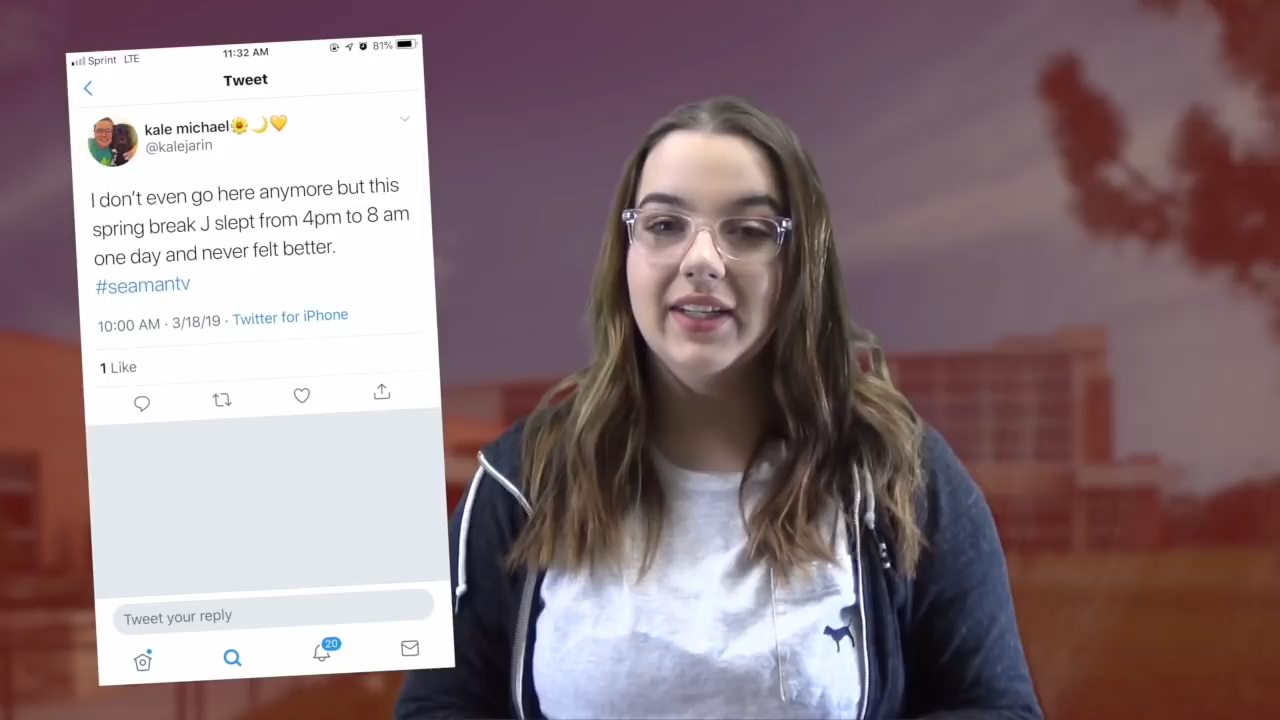 Sprint LTE 11:32 AM 81%
Tweet
kale michael🌻🌙💛
@kalejarin
I don't even go here anymore but this
spring break J slept from 4pm to 8 am
one day and never felt better.
#seamantv
10:00 AM · 3/18/19 · Twitter for iPhone
1 Like
Tweet your reply
20